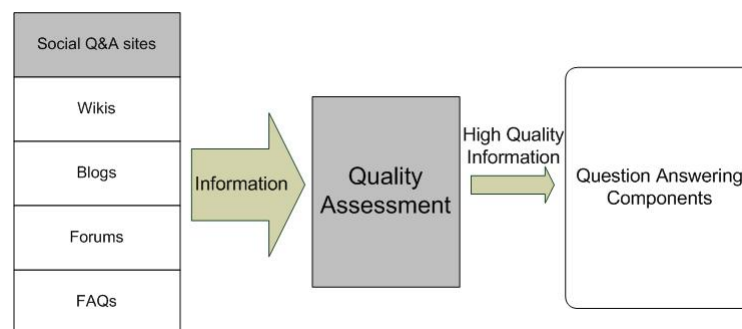 Social Q&A sites
Wikis
Blogs
Forums
FAQs
Information
Quality
Assessment
High Quality
Information
Question Answering
Components